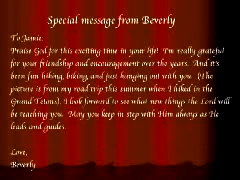 Special message from Beverly
To Jamie,
Praise God for this exciting time in your life!  I'm really grateful
for your friendship and encouragement over the years.  And it's
been fun hiking, biking, and just hanging out with you.  (The
picture is from my road trip this summer when I hiked in the
Grand Tetons). I look forward to see what new things the Lord will
be teaching you.  May you keep in step with Him always as He
leads and guides.
Love,
Beverly